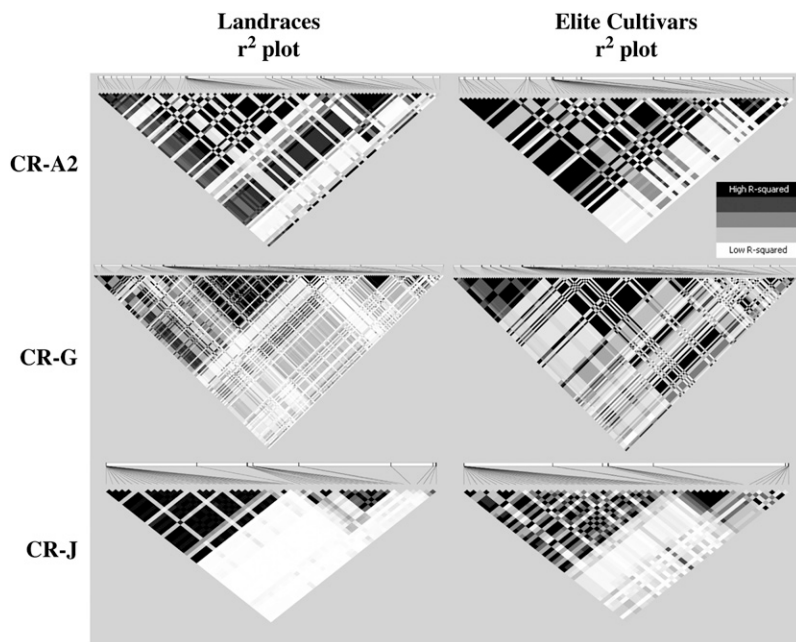 Landraces
r² plot
Elite Cultivars
r² plot
CR-A2
High R-squared
Low R-squared
CR-G
CR-J